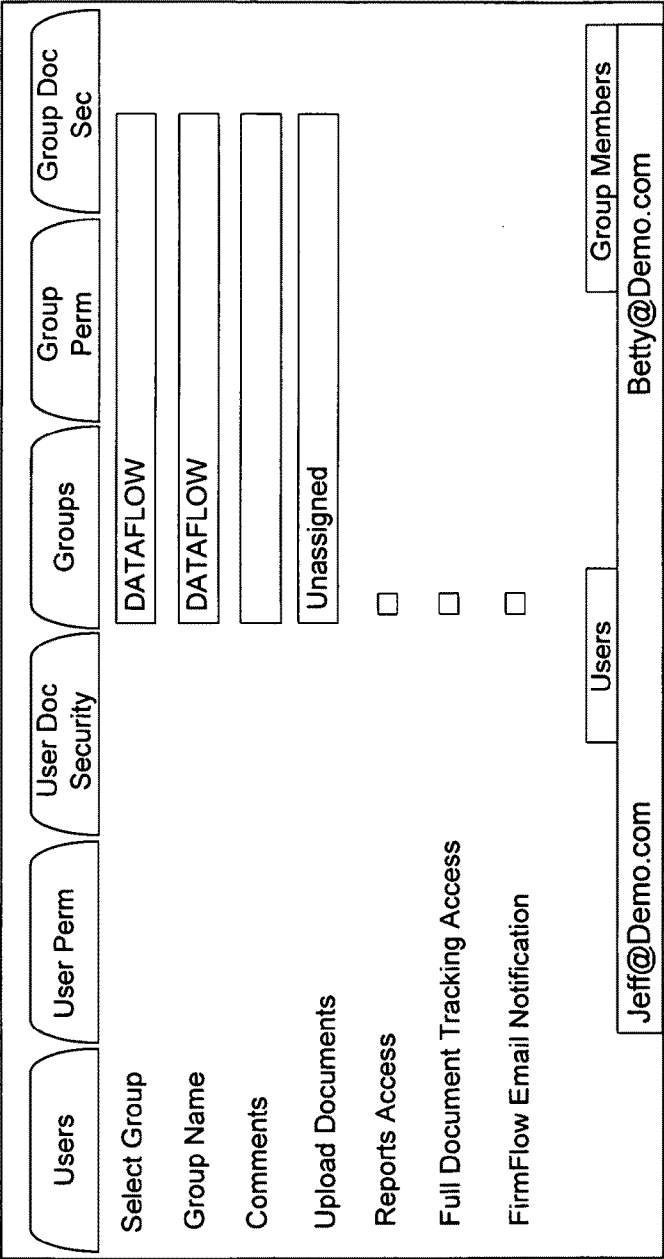 Users
User Perm
User Doc
Security
Groups
Group
Perm
Group Doc
Sec
Select Group
DATAFLOW
Group Name
DATAFLOW
Comments
Upload Documents
Unassigned
Reports Access
Full Document Tracking Access
FirmFlow Email Notification
Users
Group Members
Jeff@Demo.com
Betty@Demo.com